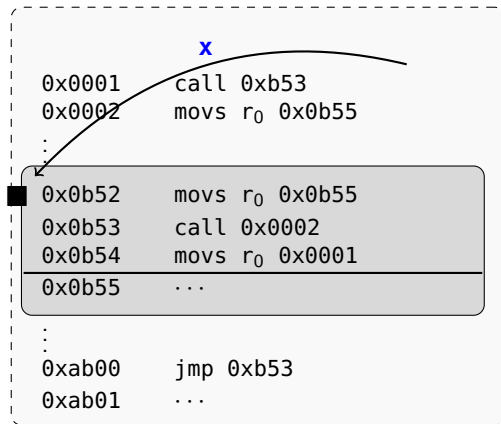 x
0x0001 call 0xb53
0x0002 movs r₀ 0x0b55
⋮
0x0b52 movs r₀ 0x0b55
0x0b53 call 0x0002
0x0b54 movs r₀ 0x0001
0x0b55 ···
⋮
0xab00 jmp 0xb53
0xab01 ···